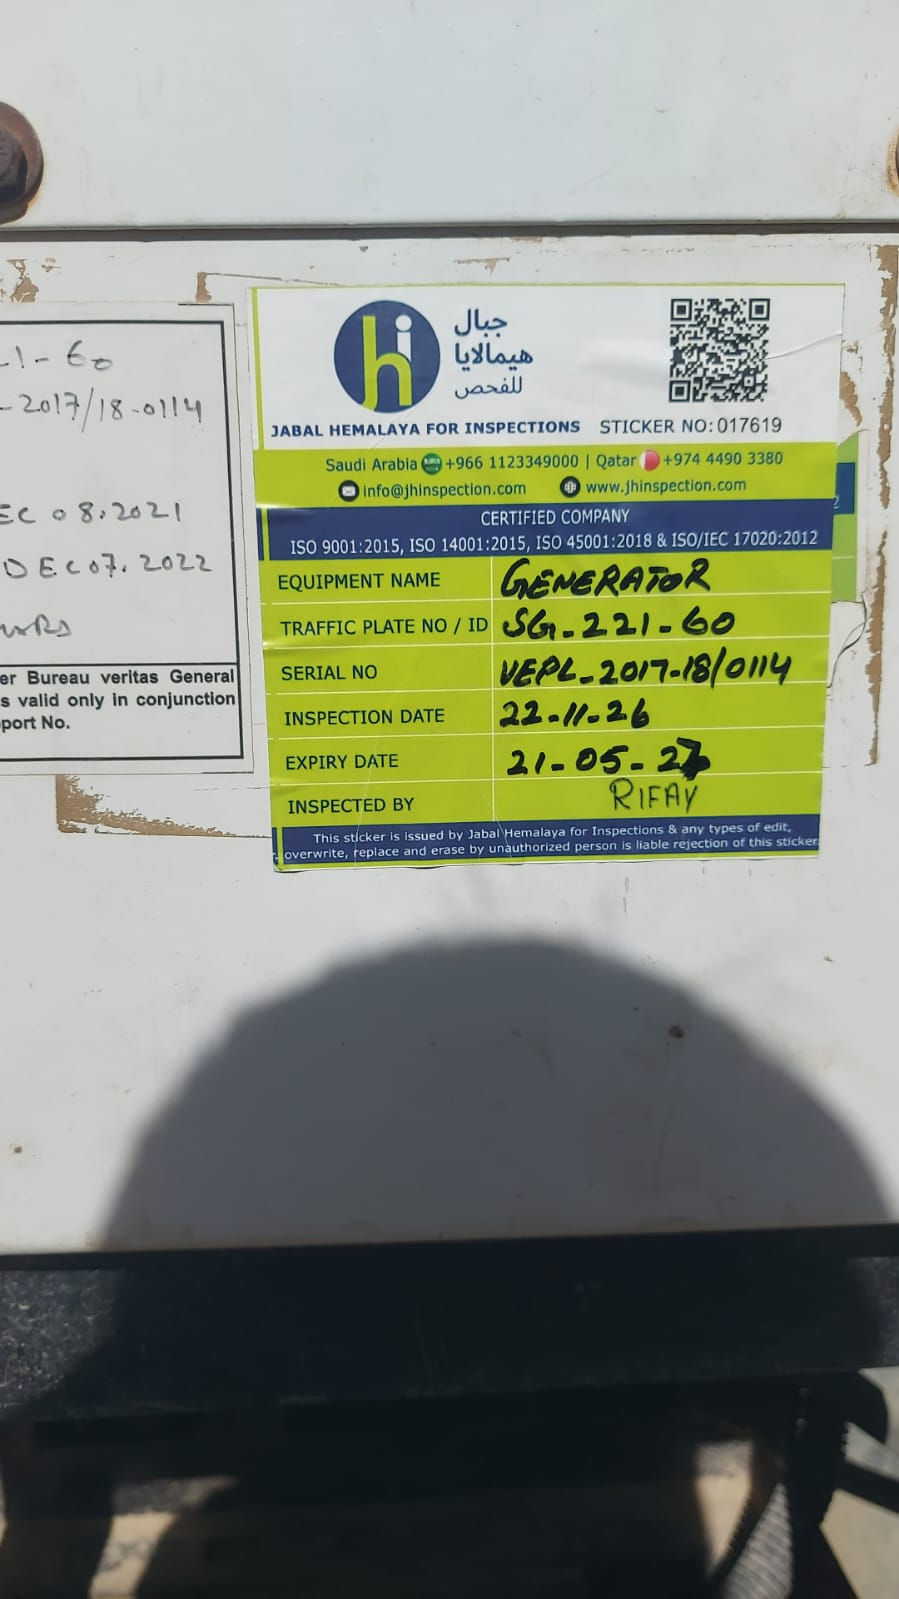 -1-60
-2017/18-0114
EC 08.2021
DEC07.2022
er Bureau veritas General
s valid only in conjunction
port No.
hi
جبال
هيمالايا
للفحص
JABAL HEMALAYA FOR INSPECTIONS STICKER NO: 017619
Saudi Arabia +966 1123349000 | Qatar +974 4490 3380
info@jhinspection.com www.jhinspection.com
CERTIFIED COMPANY
ISO 9001:2015, ISO 14001:2015, ISO 45001:2018 & ISO/IEC 17020:2012
EQUIPMENT NAME GENERATOR
TRAFFIC PLATE NO / ID SG-221-60
SERIAL NO VEPL-2017-18/0114
INSPECTION DATE 22-11-26
EXPIRY DATE 21-05-27
INSPECTED BY RIFAY
This sticker is issued by Jabal Hemalaya for Inspections & any types of edit,
overwrite, replace and erase by unauthorized person is liable rejection of this sticker.
2